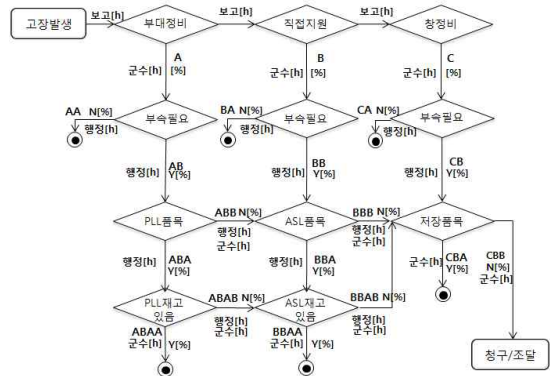 고장발생 보고[h] 부대정비 보고[h] 직접지원 보고[h] 창정비
A B C
군수[h] [%] 군수[h] [%] 군수[h] [%]
AA N[%] 부속필요 BA N[%] 부속필요 CA N[%] 부속필요
행정[h] 행정[h] 행정[h]
AB BB CB
행정[h] Y[%] 행정[h] Y[%] 행정[h] Y[%]
PLL품목 ABB N[%] ASL품목 BBB N[%] 저장품목
행정[h] 행정[h]
군수[h] 군수[h]
행정[h] ABA 행정[h] BBA 군수[h] CBA CBB
Y[%] Y[%] Y[%] N[%]
군수[h]
PLL재고 ABAB N[%] ASL재고 BBAB N[%]
있음 행정[h] 있음 행정[h]
군수[h] 군수[h]
ABAA BBAA
군수[h] Y[%] 군수[h] Y[%]
청구/조달